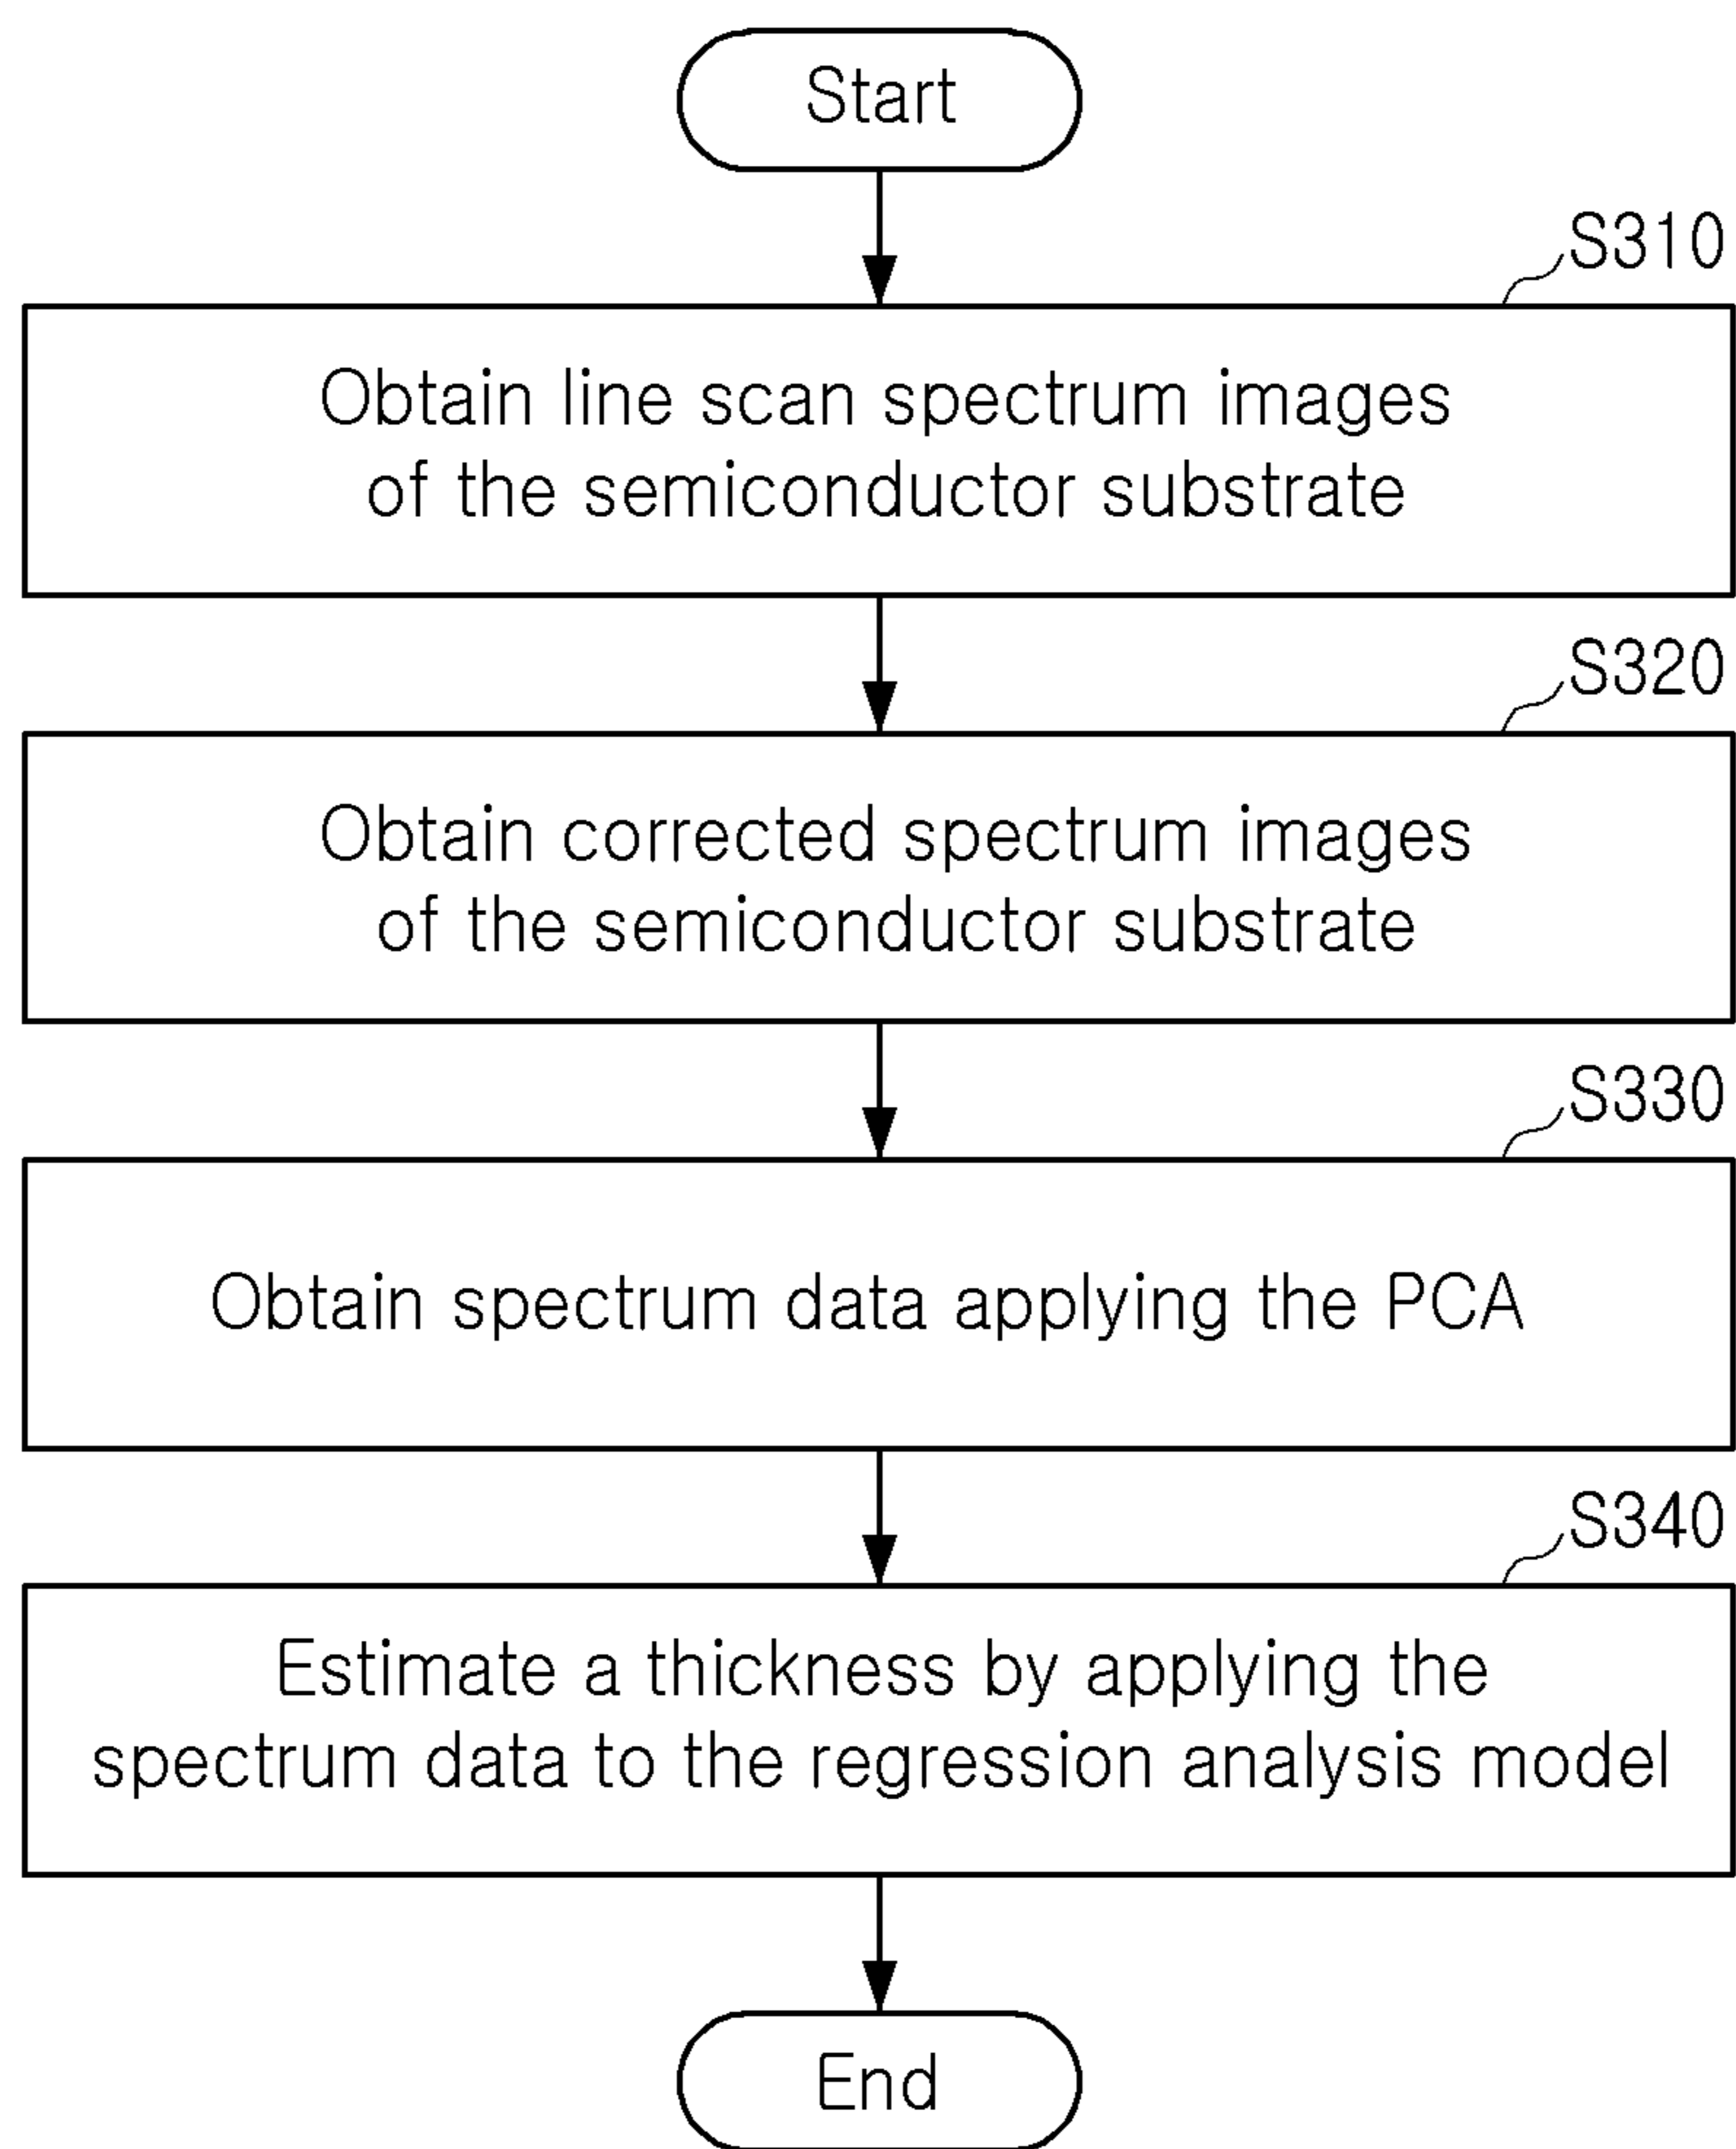 Start
S310
Obtain line scan spectrum images
of the semiconductor substrate
S320
Obtain corrected spectrum images
of the semiconductor substrate
S330
Obtain spectrum data applying the PCA
S340
Estimate a thickness by applying the
spectrum data to the regression analysis model
End